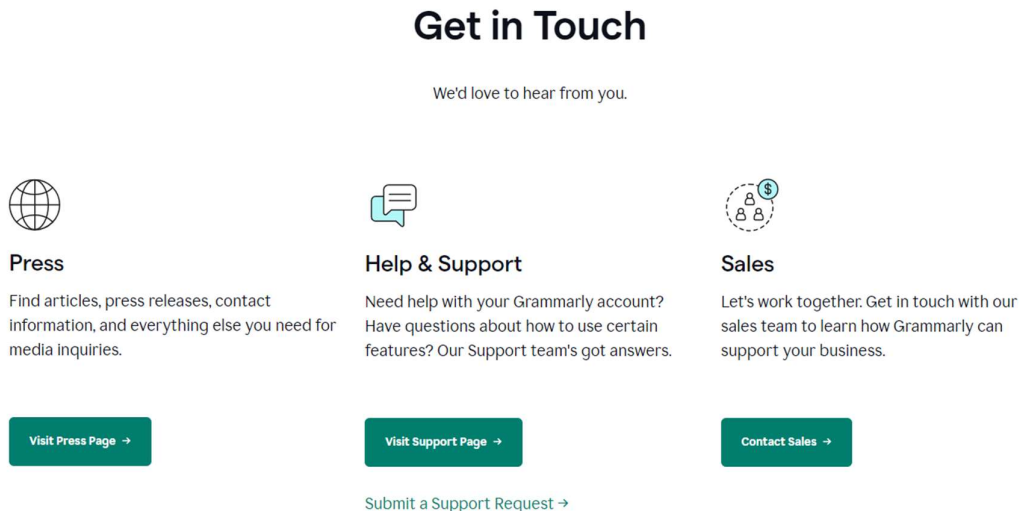 Get in Touch
We'd love to hear from you.
$
Press
Find articles, press releases, contact
information, and everything else you need for
media inquiries.
Visit Press Page →
Help & Support
Need help with your Grammarly account?
Have questions about how to use certain
features? Our Support team's got answers.
Visit Support Page →
Submit a Support Request →
Sales
Let's work together. Get in touch with our
sales team to learn how Grammarly can
support your business.
Contact Sales →